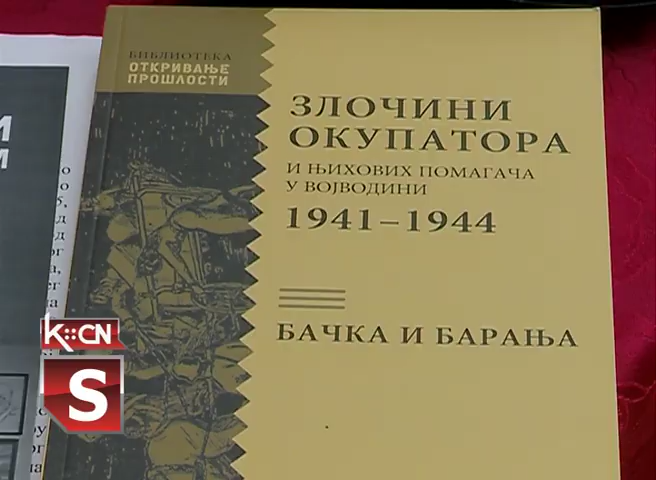 БИБЛИОТЕКА
ОТКРИВАЊЕ
ПРОШЛОСТИ
ЗЛОЧИНИ
ОКУПАТОРА
И ЊИХОВИХ ПОМАГАЧА
У ВОЈВОДИНИ
1941–1944
БАЧКА И БАРАЊА
K::CN
S